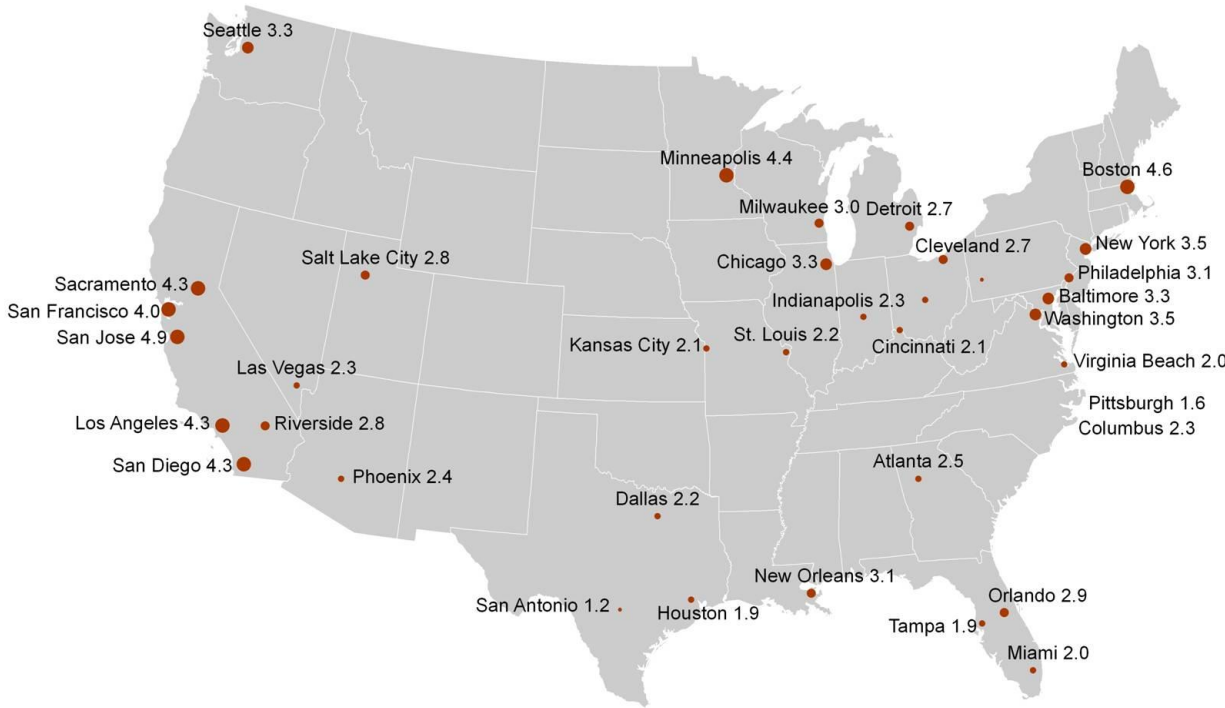 Seattle 3.3
Minneapolis 4.4
Boston 4.6
Milwaukee 3.0
Detroit 2.7
Cleveland 2.7
New York 3.5
Salt Lake City 2.8
Chicago 3.3
Philadelphia 3.1
Sacramento 4.3
Indianapolis 2.3
Baltimore 3.3
San Francisco 4.0
Washington 3.5
San Jose 4.9
Kansas City 2.1
St. Louis 2.2
Cincinnati 2.1
Las Vegas 2.3
Virginia Beach 2.0
Pittsburgh 1.6
Los Angeles 4.3
Riverside 2.8
Columbus 2.3
San Diego 4.3
Phoenix 2.4
Atlanta 2.5
Dallas 2.2
New Orleans 3.1
San Antonio 1.2
Houston 1.9
Orlando 2.9
Tampa 1.9
Miami 2.0